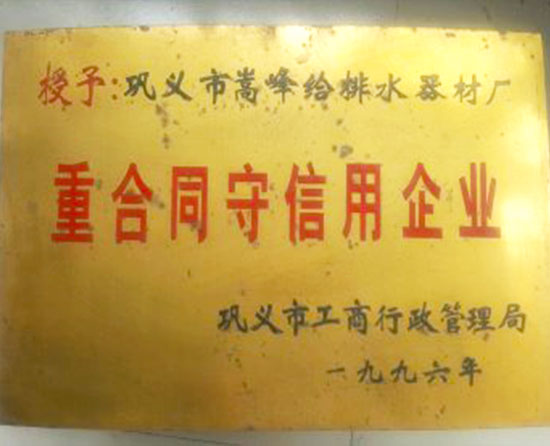 授予:巩义市嵩峰给排水器材厂
重合同守信用企业
巩义市工商行政管理局
一九九六年